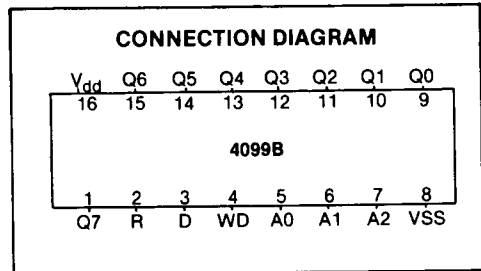 CONNECTION DIAGRAM
Vdd Q6 Q5 Q4 Q3 Q2 Q1 Q0
16 15 14 13 12 11 10 9
4099B
1 2 3 4 5 6 7 8
Q7 R D WD A0 A1 A2 VSS